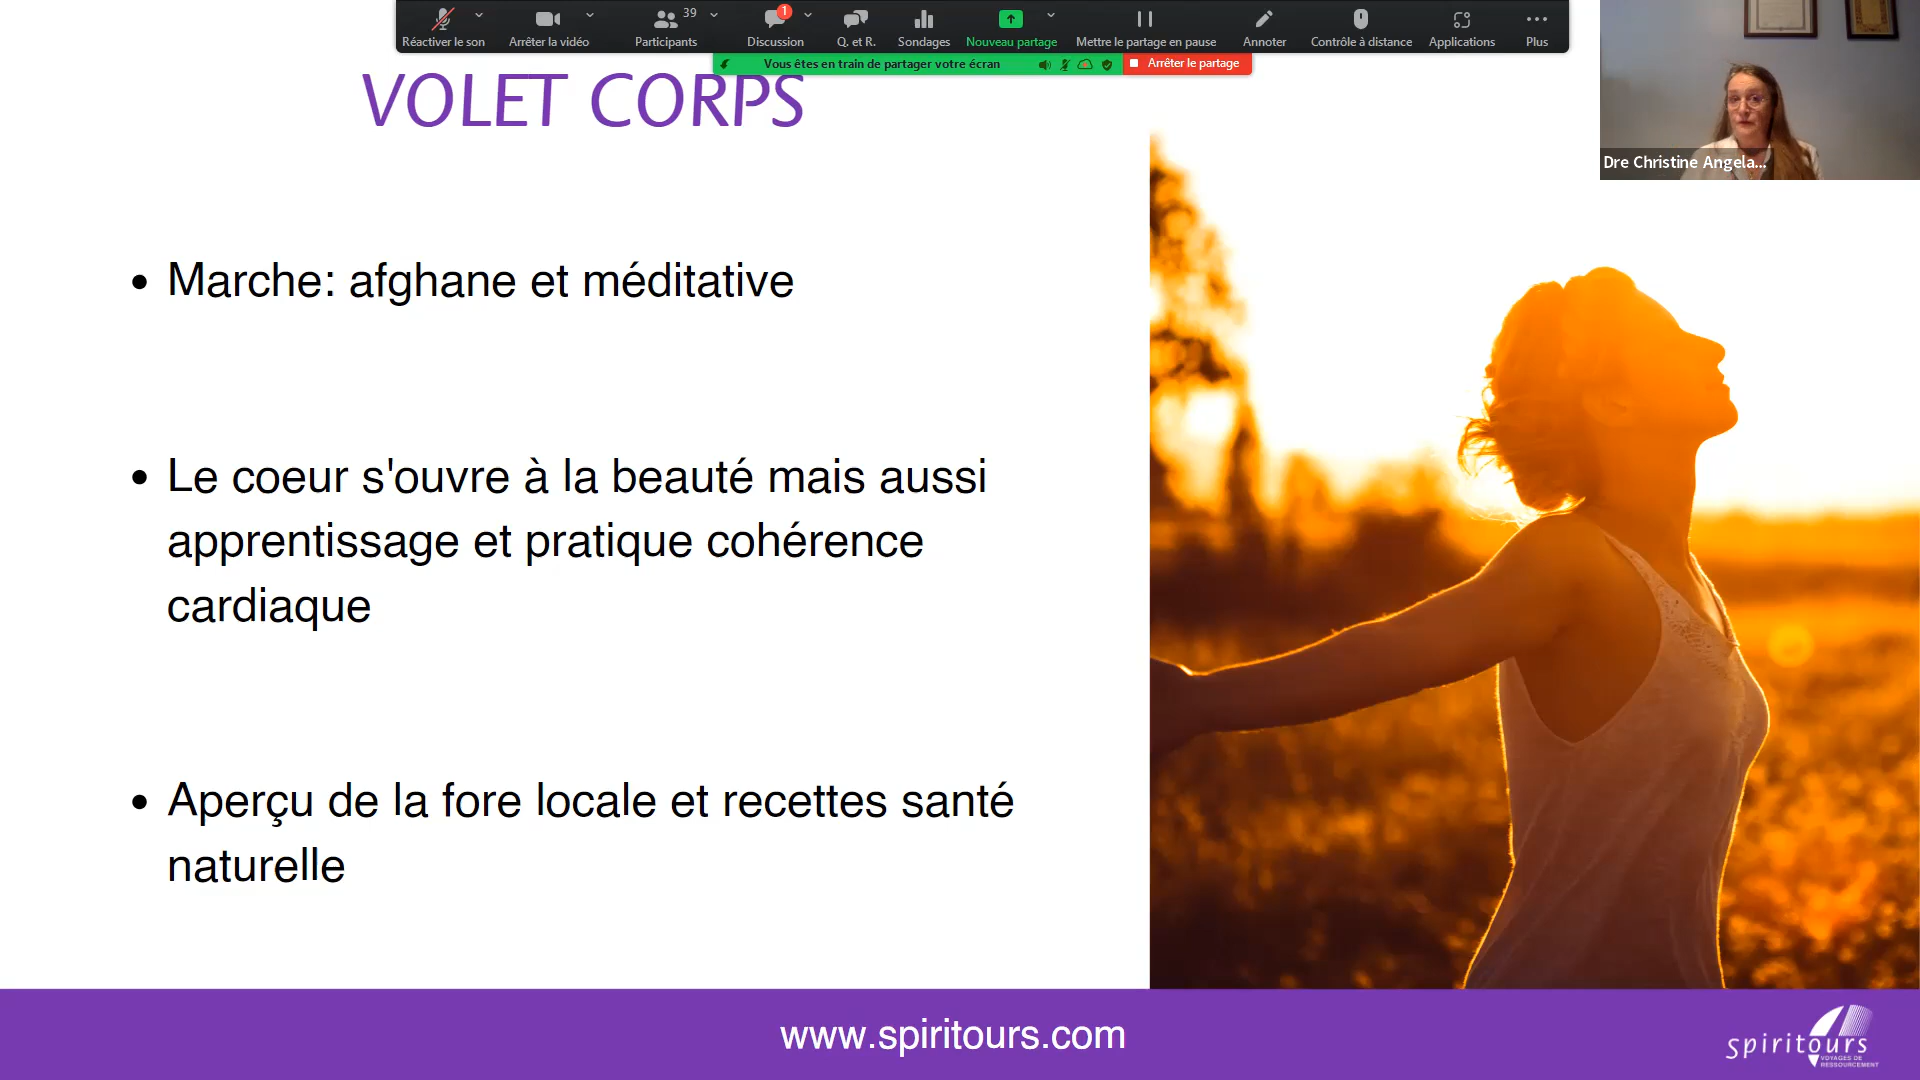 Réactiver le son
Arrêter la vidéo
39
Participants
1
Discussion
Q. et R.
Sondages
Nouveau partage
Mettre le partage en pause
Annoter
Contrôle à distance
Applications
Plus
Vous êtes en train de partager votre écran
Arrêter le partage
Dre Christine Angela...
VOLET CORPS
• Marche: afghane et méditative
• Le coeur s'ouvre à la beauté mais aussi
apprentissage et pratique cohérence
cardiaque
• Aperçu de la fore locale et recettes santé
naturelle
www.spiritours.com
spiritours
VOYAGES DE
RESSOURCEMENT